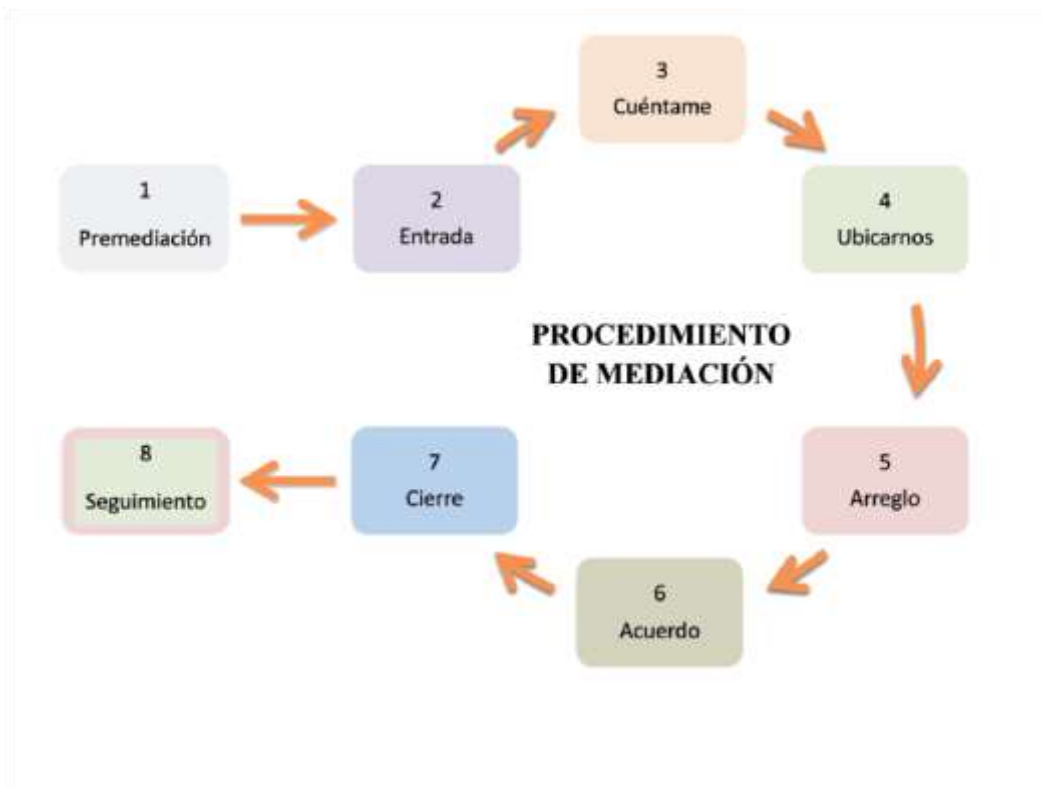 1
Premediación
2
Entrada
3
Cuéntame
4
Ubicarnos
PROCEDIMIENTO
DE MEDIACIÓN
5
Arreglo
6
Acuerdo
7
Cierre
8
Seguimiento